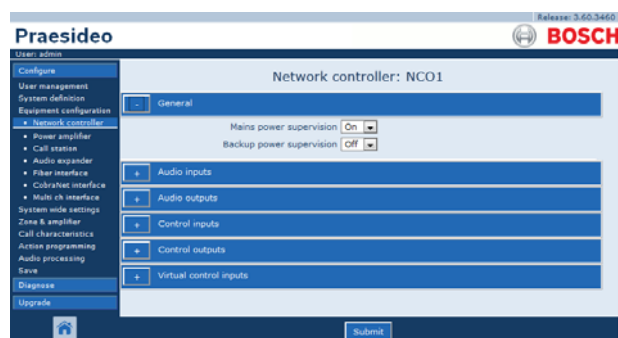 Release: 3.60.3460
Praesideo
BOSCH
User: admin
Configure
User management
System definition
Equipment configuration
• Network controller
• Power amplifier
• Call station
• Audio expander
• Fiber interface
• CobraNet interface
• Multi ch interface
System wide settings
Zone & amplifier
Call characteristics
Action programming
Audio processing
Save
Diagnose
Upgrade
Network controller: NCO1
- General
Mains power supervision On
Backup power supervision Off
+ Audio inputs
+ Audio outputs
+ Control inputs
+ Control outputs
+ Virtual control inputs
Submit